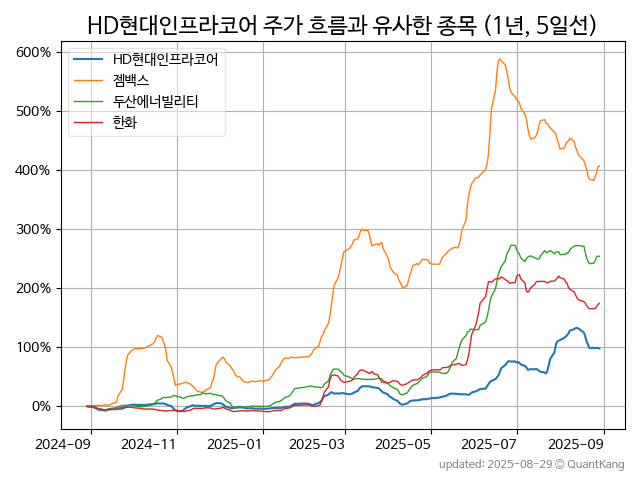 HD현대인프라코어 주가 흐름과 유사한 종목 (1년, 5일선)
HD현대인프라코어
젬백스
두산에너빌리티
한화
600%
500%
400%
300%
200%
100%
0%
2024-09 2024-11 2025-01 2025-03 2025-05 2025-07 2025-09
updated: 2025-08-29 © QuantKang